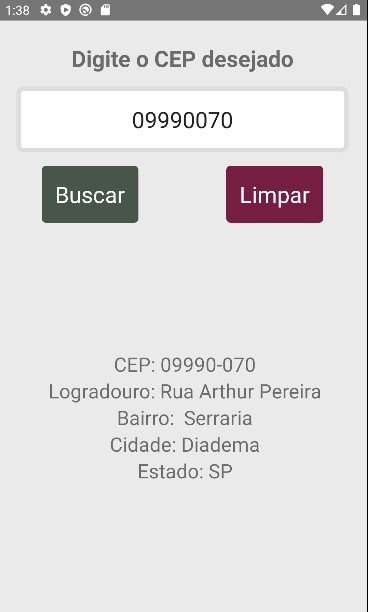 1:38
Digite o CEP desejado
09990070
Buscar Limpar
CEP: 09990-070
Logradouro: Rua Arthur Pereira
Bairro:  Serraria
Cidade: Diadema
Estado: SP